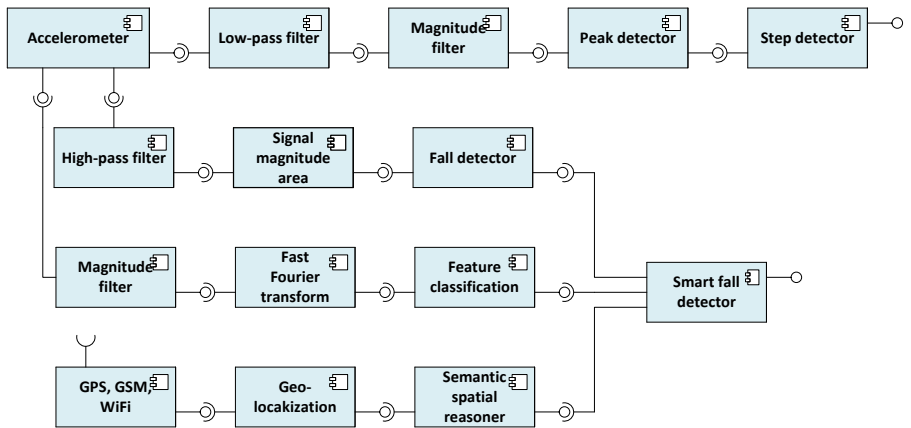 Accelerometer
Low-pass filter
Magnitude
filter
Peak detector
Step detector
High-pass filter
Signal
magnitude
area
Fall detector
Magnitude
filter
Fast
Fourier
transform
Feature
classification
Smart fall
detector
GPS, GSM,
WiFi
Geo-
locakization
Semantic
spatial
reasoner